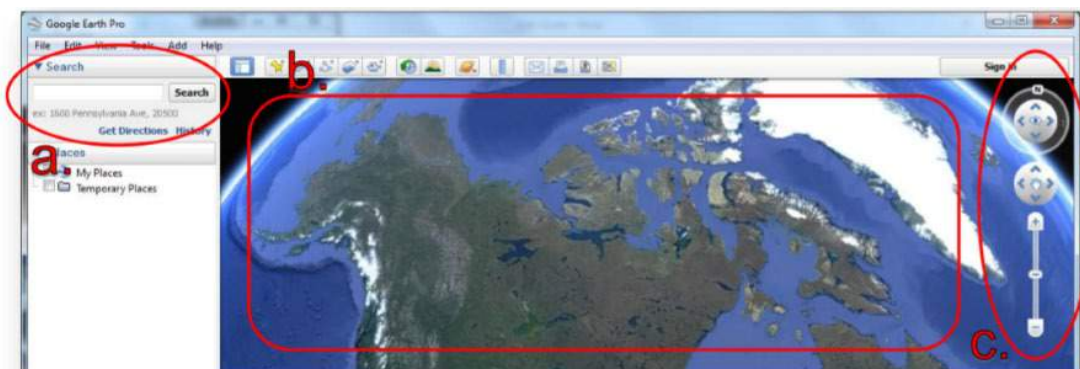 Google Earth Pro
File Edit View Tools Add Help
▼ Search
b.
Sign in
N
Search
ex: 1600 Pennsylvania Ave, 20500
Get Directions History
a.
Places
My Places
Temporary Places
c.